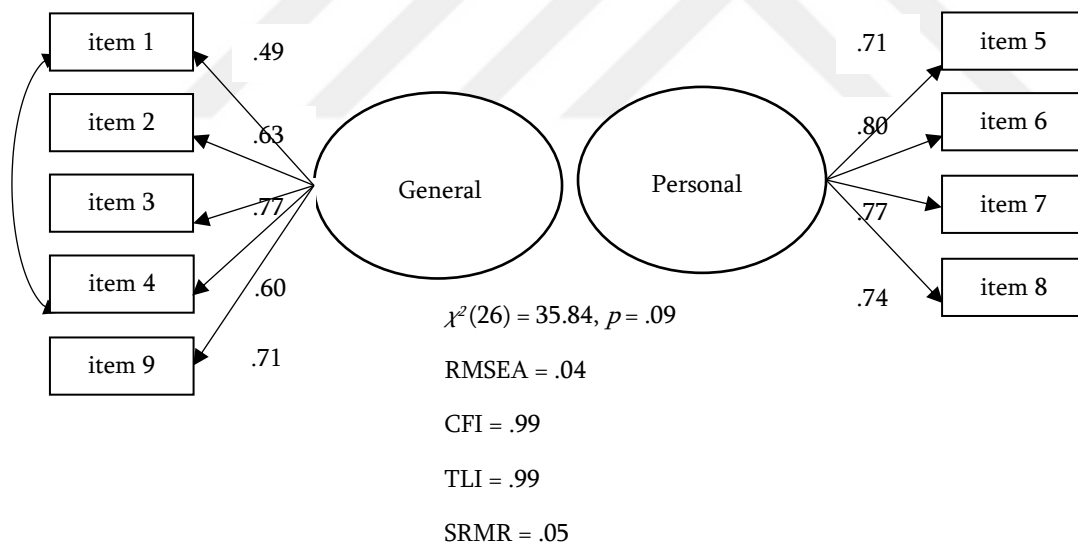 item 1
item 2
item 3
item 4
item 9
.49
.63
.77
.60
.71
General
Personal
.71
.80
.77
.74
item 5
item 6
item 7
item 8
χ²(26) = 35.84, p = .09
RMSEA = .04
CFI = .99
TLI = .99
SRMR = .05